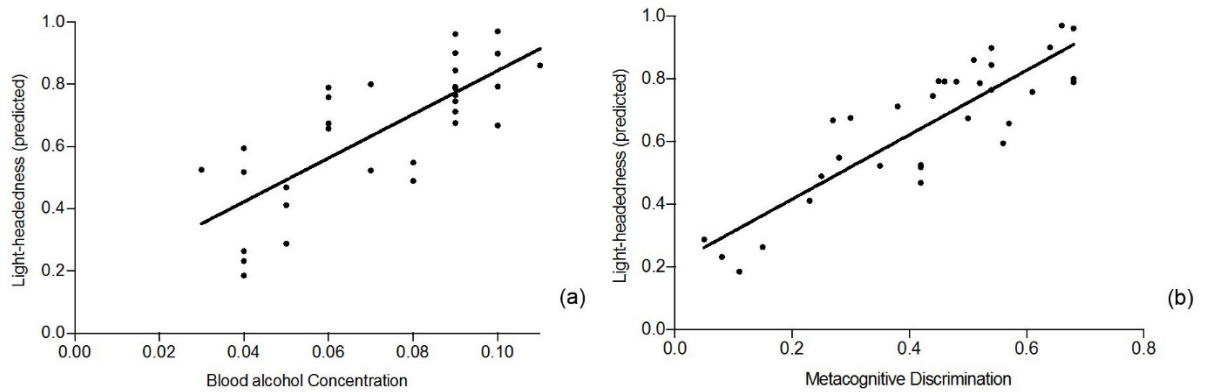 Light-headedness (predicted)
1.0
0.8
0.6
0.4
0.2
0.0
0.00 0.02 0.04 0.06 0.08 0.10
Blood alcohol Concentration
(a)
Light-headedness (predicted)
1.0
0.8
0.6
0.4
0.2
0.0
0.0 0.2 0.4 0.6 0.8
Metacognitive Discrimination
(b)